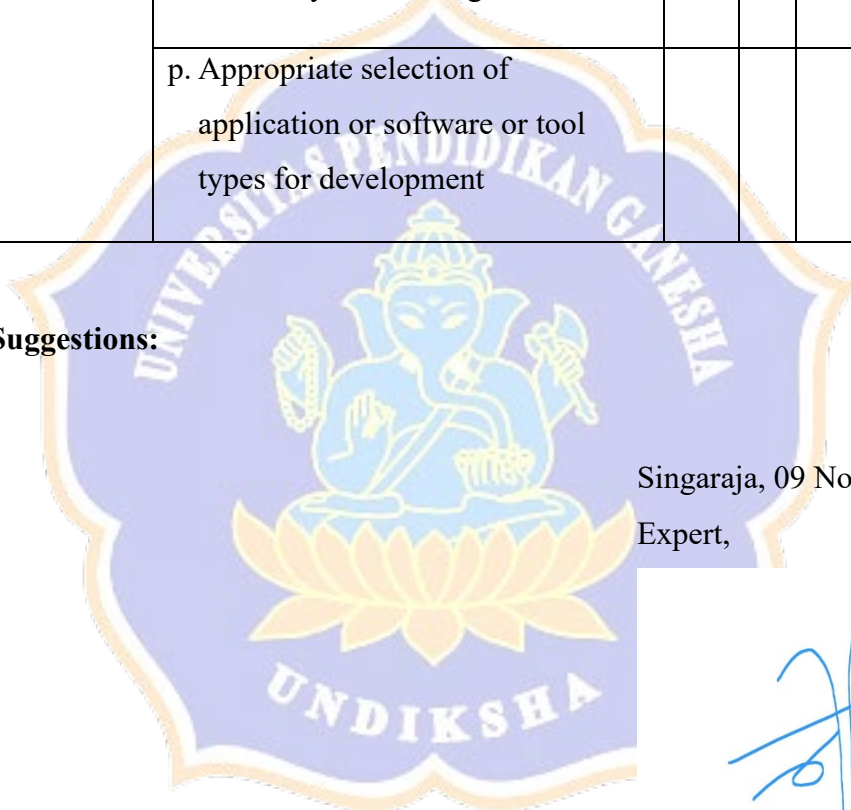 p. Appropriate selection of
application or software or tool
types for development
UNIVERSITAS PENDIDIKAN GANESHA
Suggestions:
Singaraja, 09 No
Expert,
UNDIKSHA